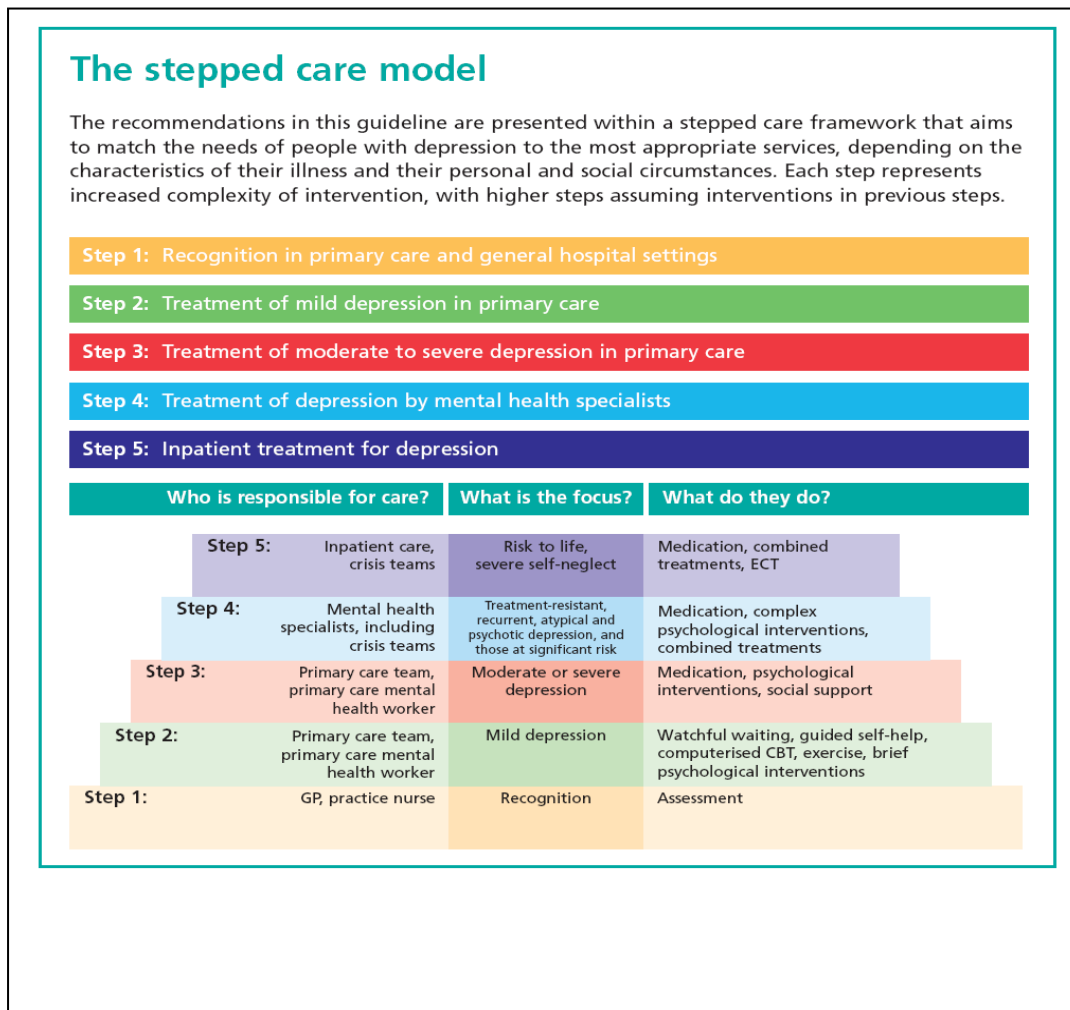 The stepped care model
The recommendations in this guideline are presented within a stepped care framework that aims
to match the needs of people with depression to the most appropriate services, depending on the
characteristics of their illness and their personal and social circumstances. Each step represents
increased complexity of intervention, with higher steps assuming interventions in previous steps.
Step 1: Recognition in primary care and general hospital settings
Step 2: Treatment of mild depression in primary care
Step 3: Treatment of moderate to severe depression in primary care
Step 4: Treatment of depression by mental health specialists
Step 5: Inpatient treatment for depression
Who is responsible for care? What is the focus? What do they do?
Step 5:
Inpatient care,
crisis teams
Risk to life,
severe self-neglect
Medication, combined
treatments, ECT
Step 4:
Mental health
specialists, including
crisis teams
Treatment-resistant,
recurrent, atypical and
psychotic depression, and
those at significant risk
Medication, complex
psychological interventions,
combined treatments
Step 3:
Primary care team,
primary care mental
health worker
Moderate or severe
depression
Medication, psychological
interventions, social support
Step 2:
Primary care team,
primary care mental
health worker
Mild depression
Watchful waiting, guided self-help,
computerised CBT, exercise, brief
psychological interventions
Step 1:
GP, practice nurse
Recognition
Assessment